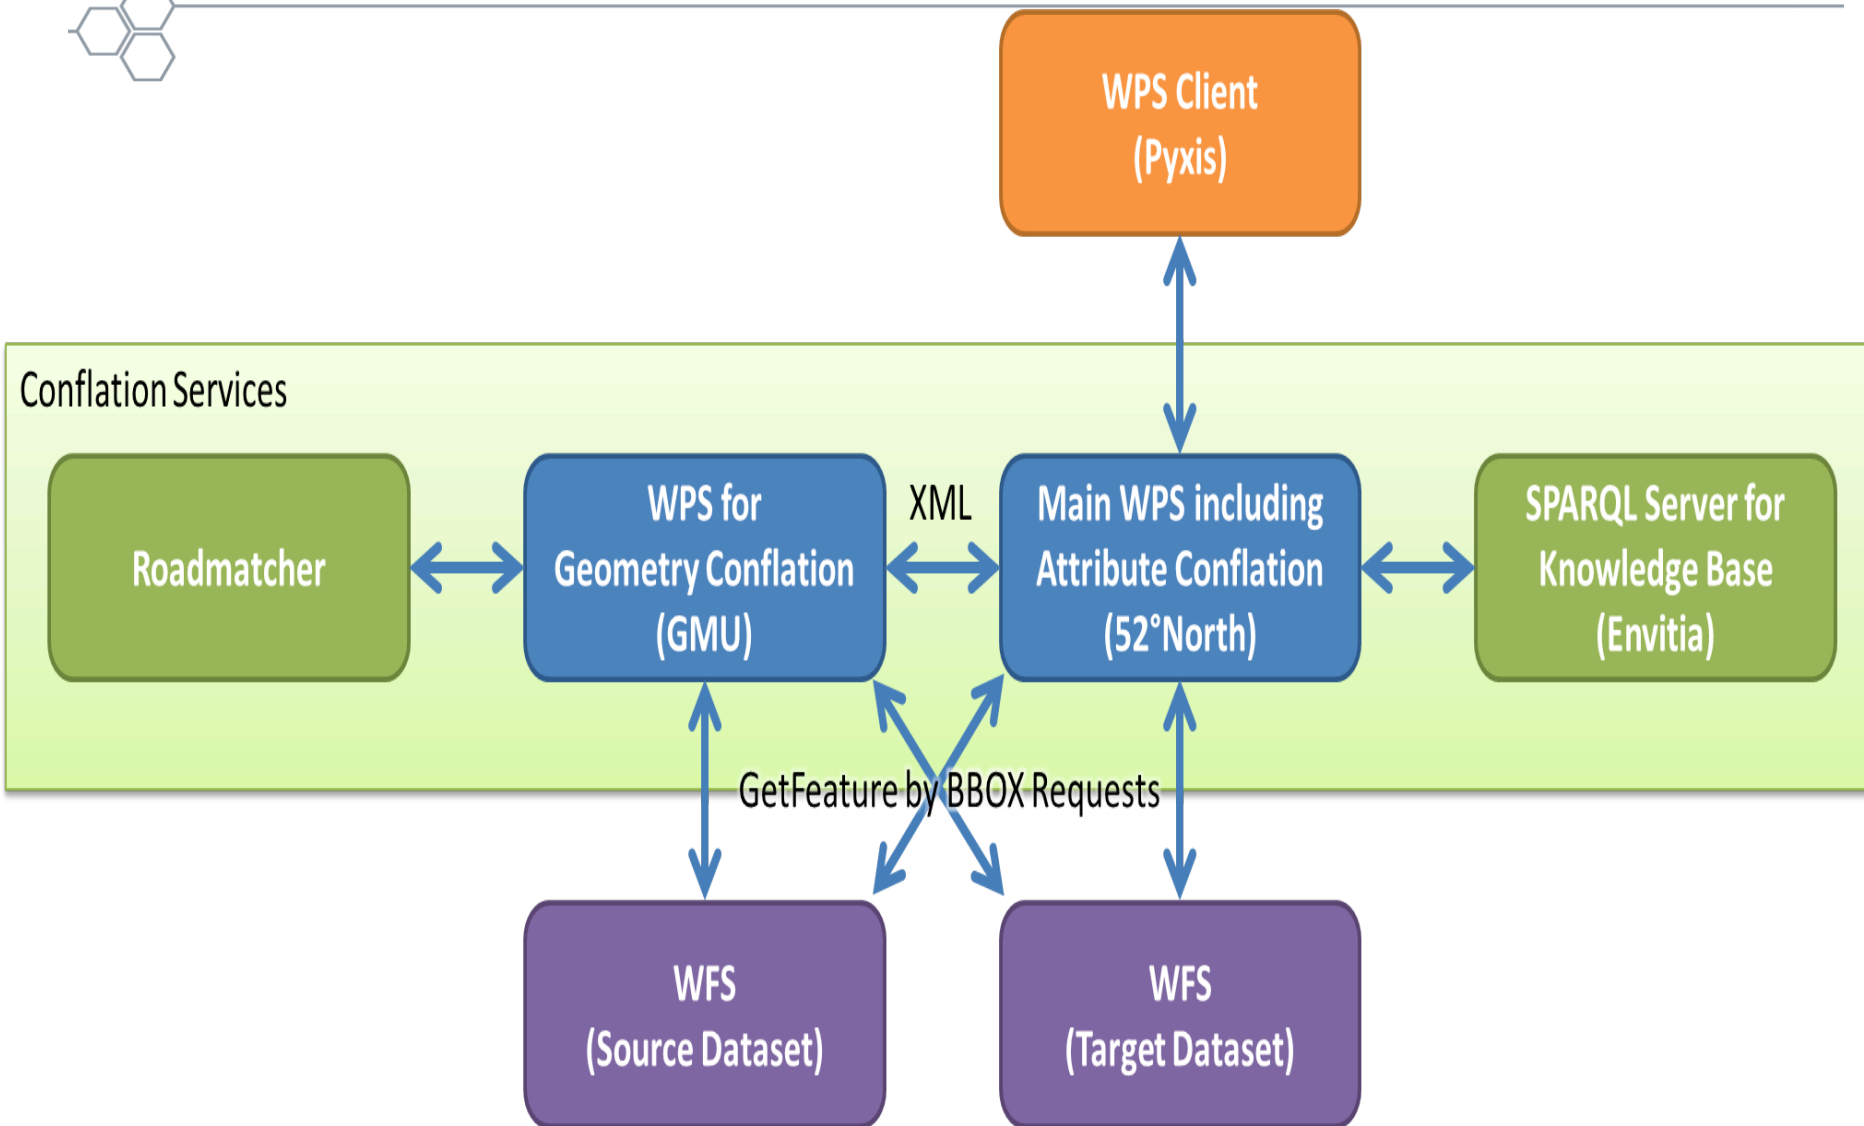 WPS Client
(Pyxis)
Conflation Services
Roadmatcher
WPS for
Geometry Conflation
(GMU)
XML
Main WPS including
Attribute Conflation
(52°North)
SPARQL Server for
Knowledge Base
(Envitia)
GetFeature by BBOX Requests
WFS
(Source Dataset)
WFS
(Target Dataset)